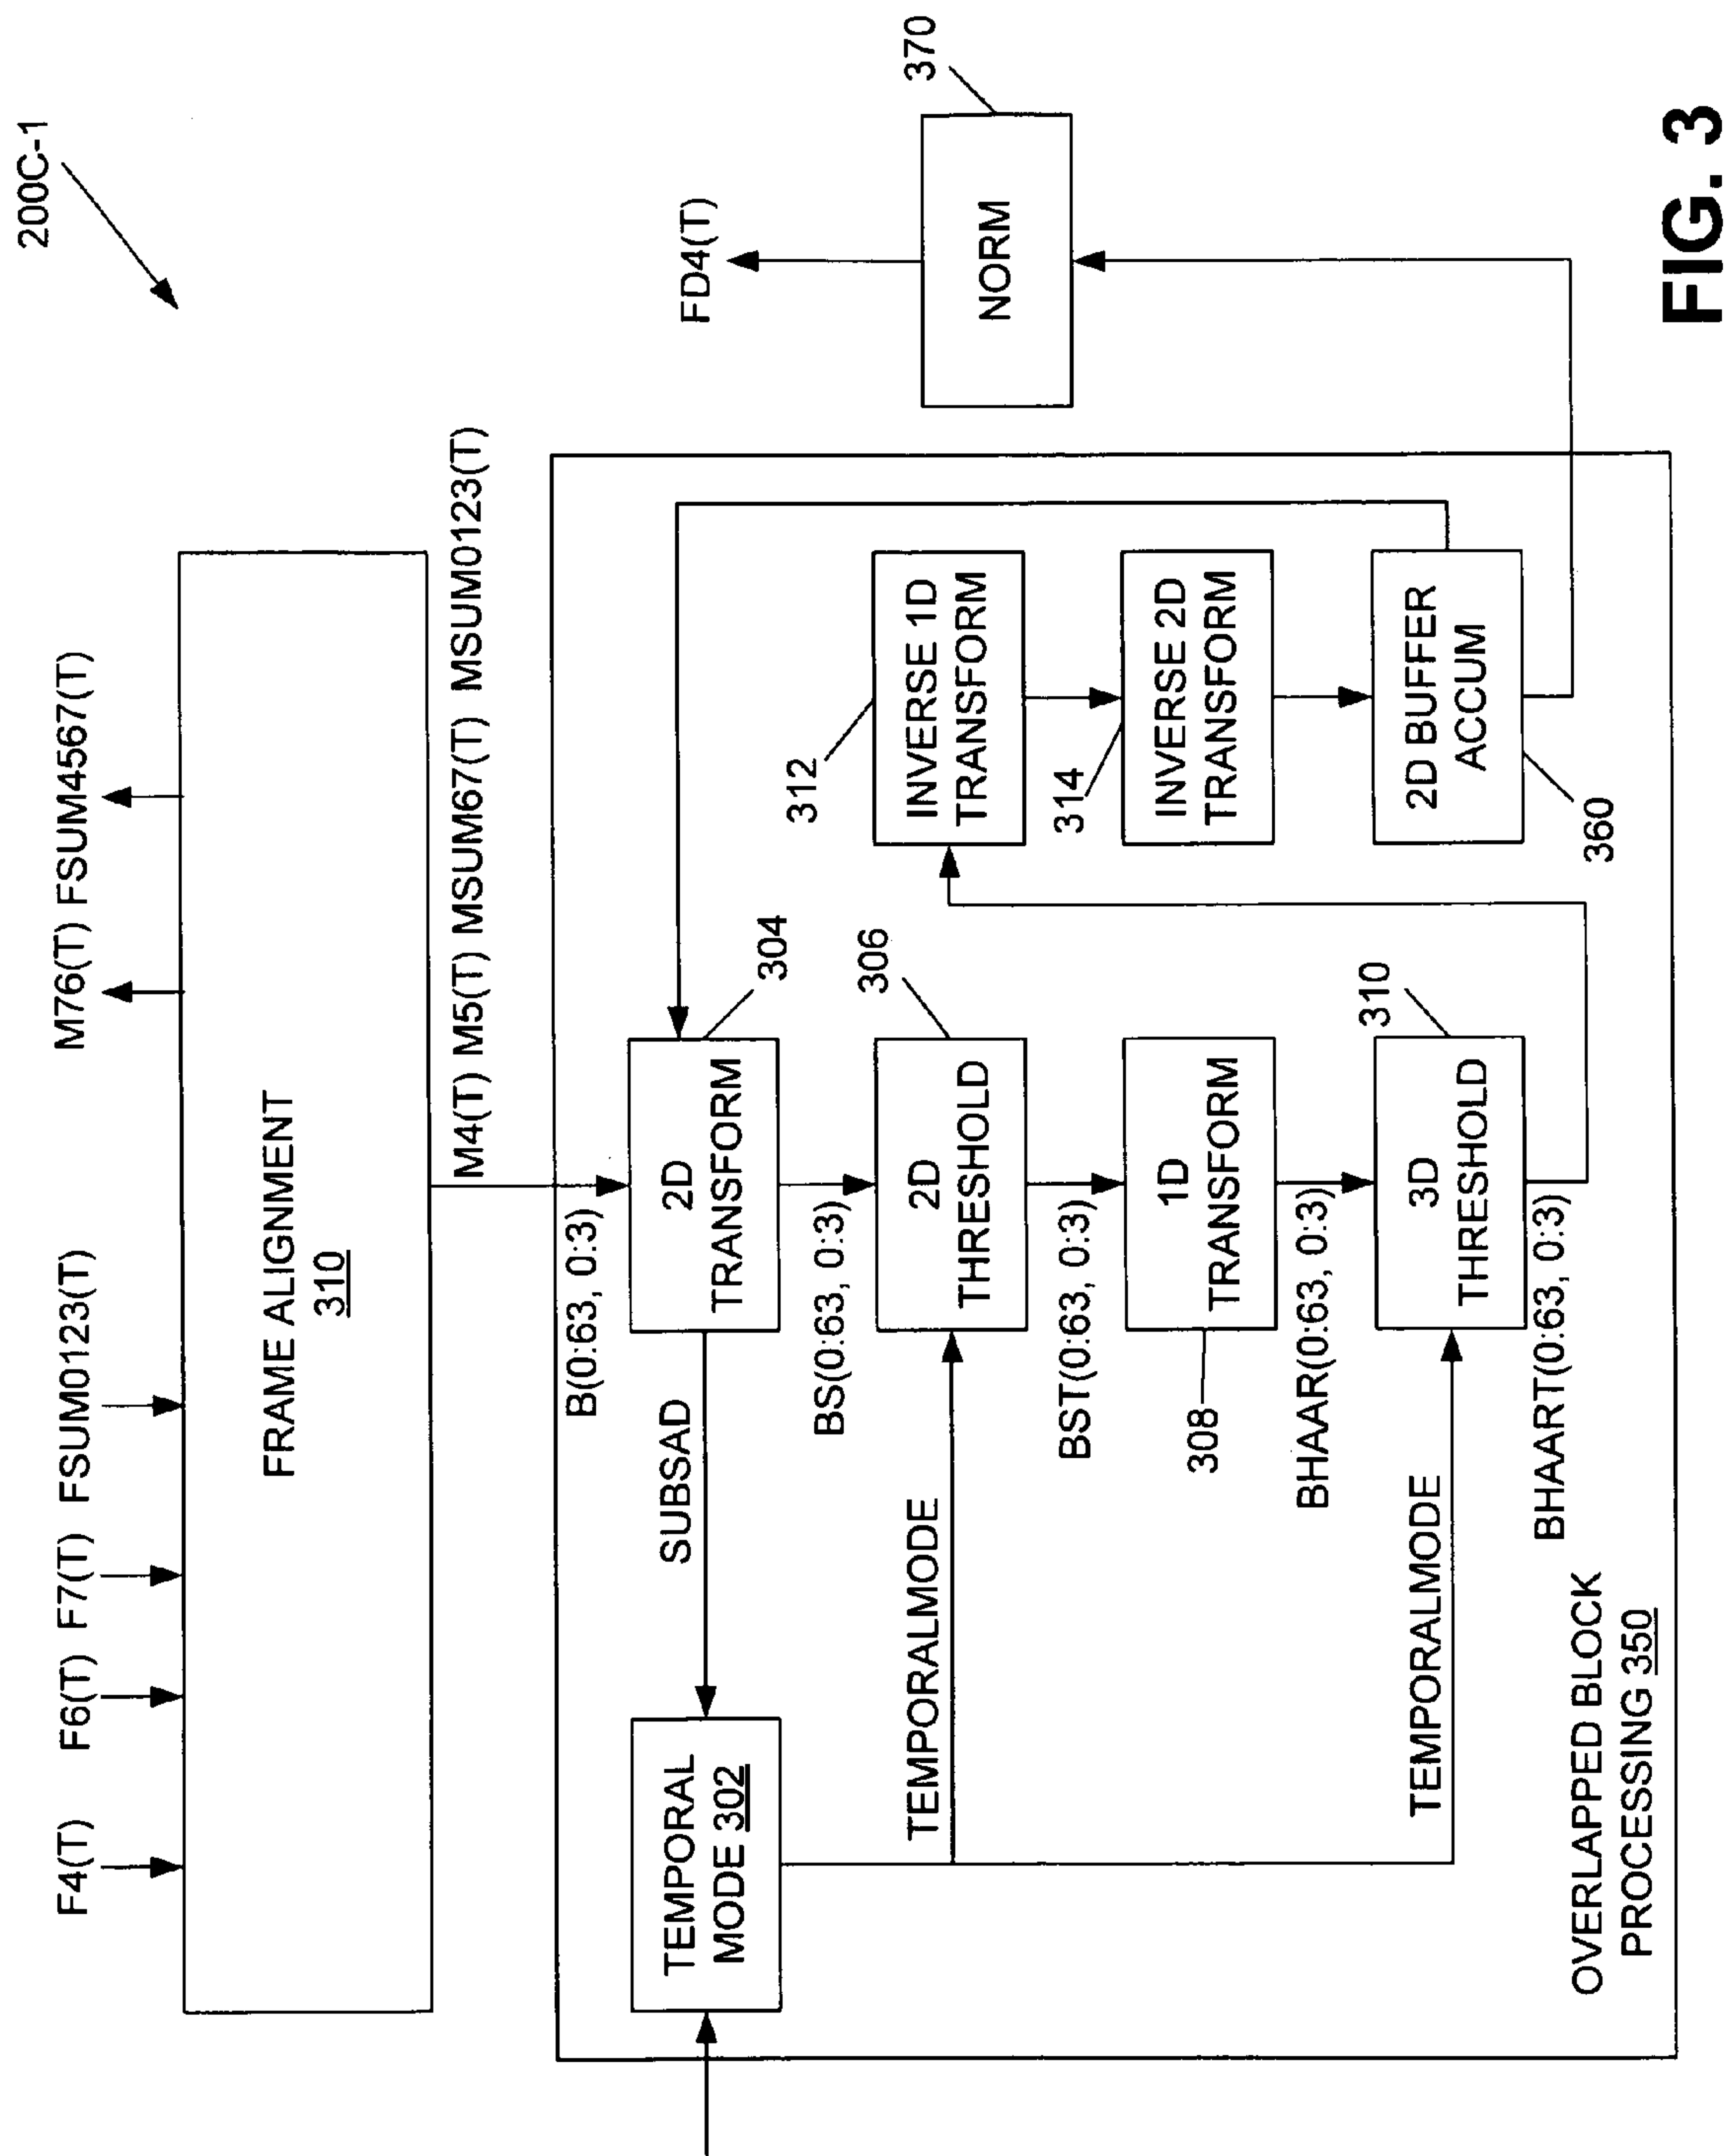 200C-1
F4(T) F6(T) F7(T) FSUM0123(T)
M76(T) FSUM4567(T)
FRAME ALIGNMENT
310
M4(T) M5(T) MSUM67(T) MSUM0123(T)
B(0:63, 0:3)
TEMPORAL
MODE 302
SUBSAD
2D
TRANSFORM
304
BS(0:63, 0:3)
TEMPORALMODE
2D
THRESHOLD
306
BST(0:63, 0:3)
1D
TRANSFORM
308
BHAAR(0:63, 0:3)
TEMPORALMODE
3D
THRESHOLD
310
BHAART(0:63, 0:3)
312
INVERSE 1D
TRANSFORM
314
INVERSE 2D
TRANSFORM
2D BUFFER
ACCUM
360
OVERLAPPED BLOCK
PROCESSING 350
FD4(T)
NORM
370
FIG. 3